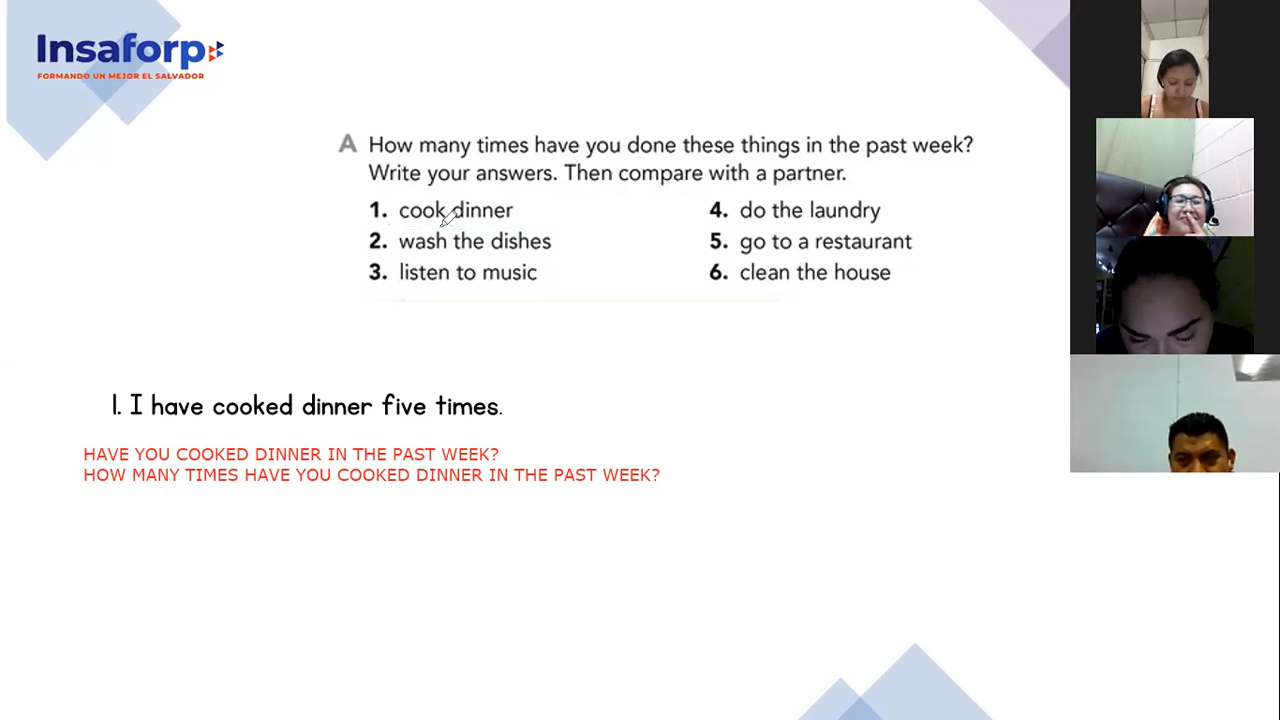 Insaforp
FORMANDO UN MEJOR EL SALVADOR
A How many times have you done these things in the past week?
Write your answers. Then compare with a partner.
1. cook dinner
2. wash the dishes
3. listen to music
4. do the laundry
5. go to a restaurant
6. clean the house
1. I have cooked dinner five times.
HAVE YOU COOKED DINNER IN THE PAST WEEK?
HOW MANY TIMES HAVE YOU COOKED DINNER IN THE PAST WEEK?